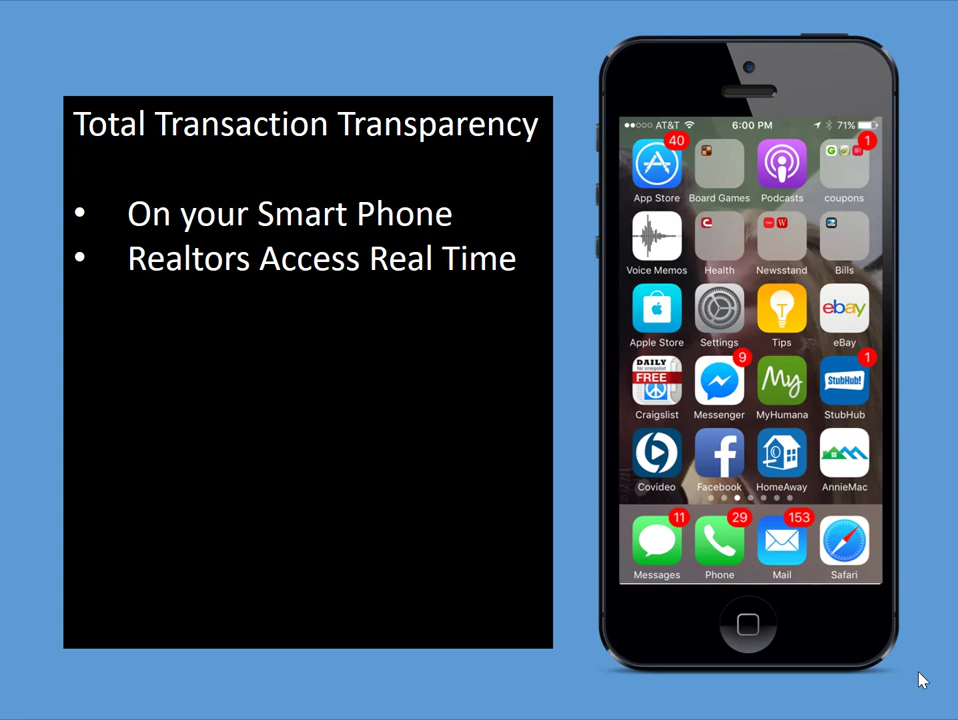 Total Transaction Transparency
• On your Smart Phone
• Realtors Access Real Time
AT&T 6:00 PM 71%
40 1
App Store Board Games Podcasts coupons
Voice Memos Health Newsstand Bills
T ebay
Apple Store Settings Tips eBay
9 1
DAILY
for craigslist
FREE My StubHub!
Craigslist Messenger MyHumana StubHub
f
Covideo Facebook HomeAway AnnieMac
11 29 153
Messages Phone Mail Safari